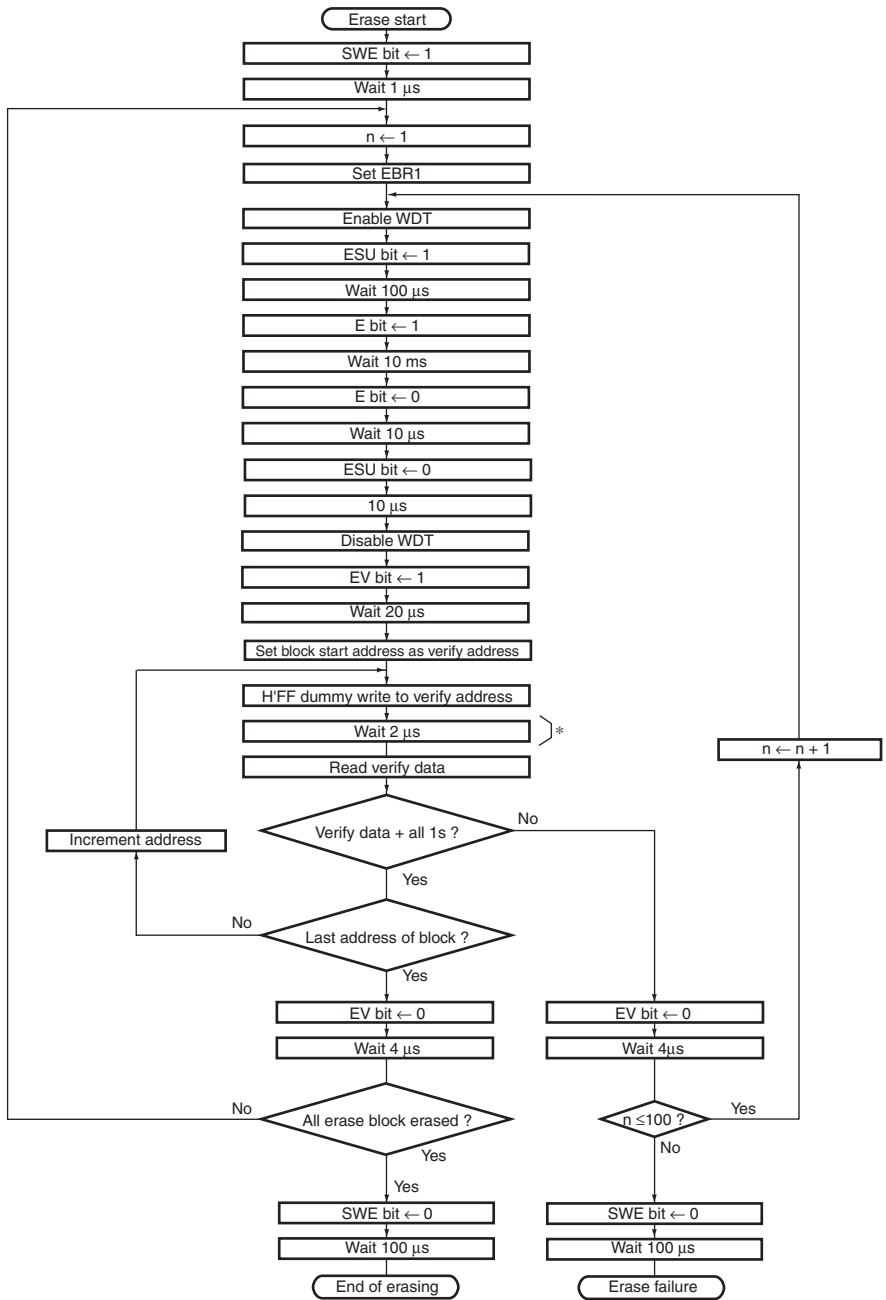 Erase start
SWE bit ← 1
Wait 1 μs
n ← 1
Set EBR1
Enable WDT
ESU bit ← 1
Wait 100 μs
E bit ← 1
Wait 10 ms
E bit ← 0
Wait 10 μs
ESU bit ← 0
10 μs
Disable WDT
EV bit ← 1
Wait 20 μs
Set block start address as verify address
H'FF dummy write to verify address
Wait 2 μs
*
n ← n + 1
Read verify data
Verify data + all 1s ?
No
Increment address
Yes
No
Last address of block ?
Yes
EV bit ← 0
EV bit ← 0
Wait 4 μs
Wait 4μs
No
All erase block erased ?
n ≤100 ?
Yes
Yes
No
Yes
SWE bit ← 0
SWE bit ← 0
Wait 100 μs
Wait 100 μs
End of erasing
Erase failure